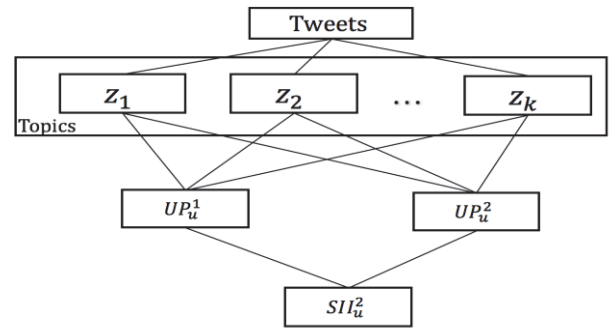 Tweets
z₁ z₂ ... zₖ
Topics
UP¹ᵤ UP²ᵤ
SII²ᵤ